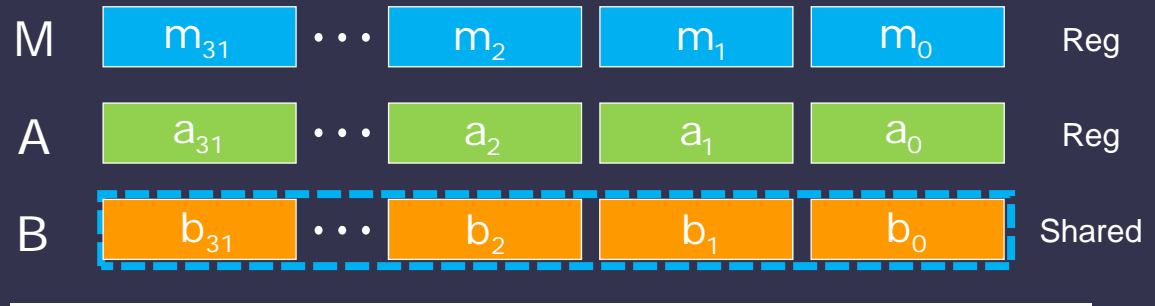 M m₃₁ ··· m₂ m₁ m₀ Reg
A a₃₁ ··· a₂ a₁ a₀ Reg
B b₃₁ ··· b₂ b₁ b₀ Shared